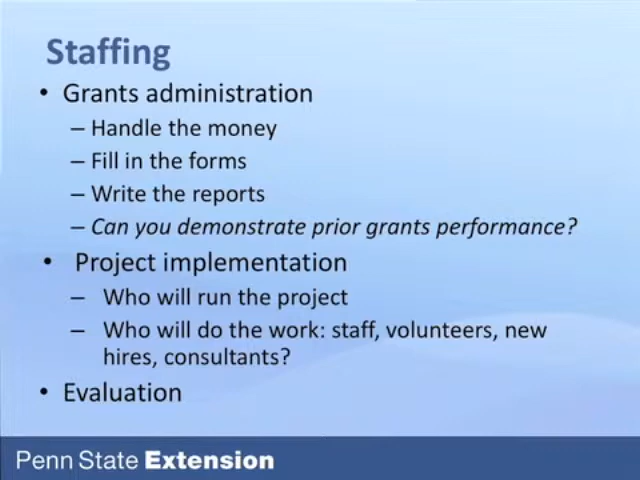 Staffing
• Grants administration
– Handle the money
– Fill in the forms
– Write the reports
– Can you demonstrate prior grants performance?
• Project implementation
– Who will run the project
– Who will do the work: staff, volunteers, new
hires, consultants?
• Evaluation
Penn State Extension